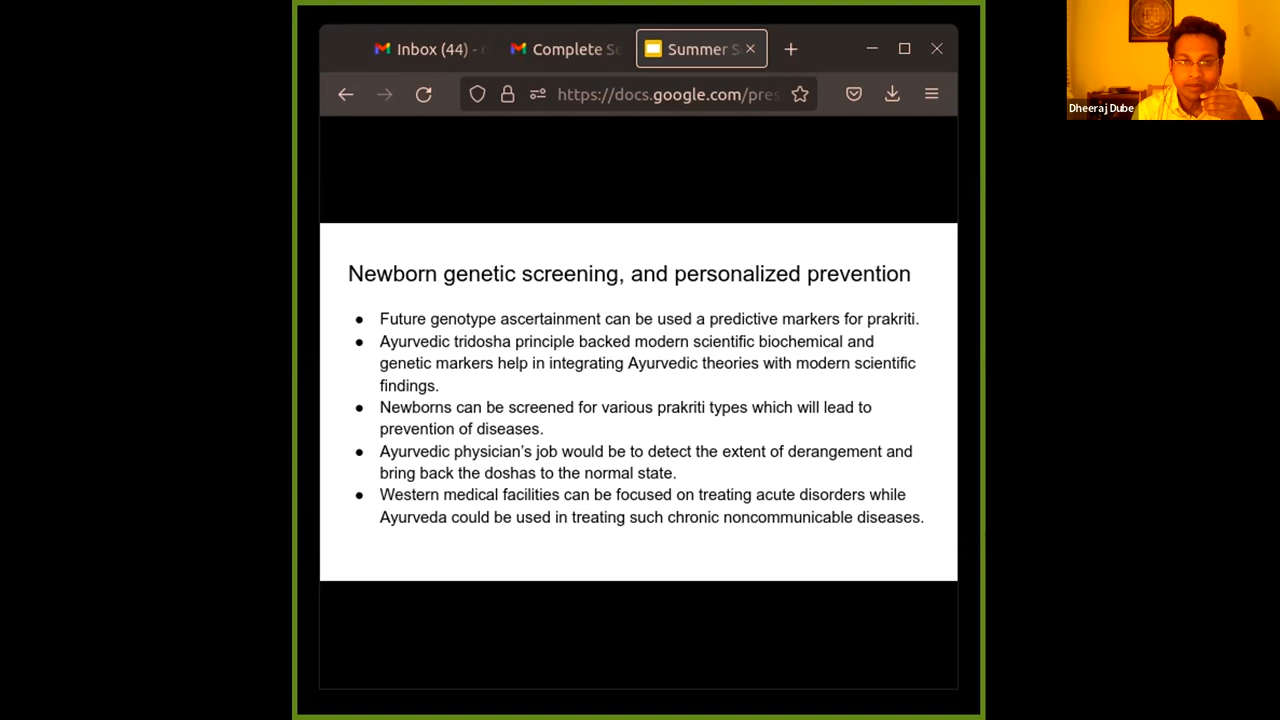 Inbox (44) -
Complete Sc
Summer S
https://docs.google.com/pres
Dheeraj Dube
Newborn genetic screening, and personalized prevention
● Future genotype ascertainment can be used a predictive markers for prakriti.
● Ayurvedic tridosha principle backed modern scientific biochemical and
genetic markers help in integrating Ayurvedic theories with modern scientific
findings.
● Newborns can be screened for various prakriti types which will lead to
prevention of diseases.
● Ayurvedic physician's job would be to detect the extent of derangement and
bring back the doshas to the normal state.
● Western medical facilities can be focused on treating acute disorders while
Ayurveda could be used in treating such chronic noncommunicable diseases.